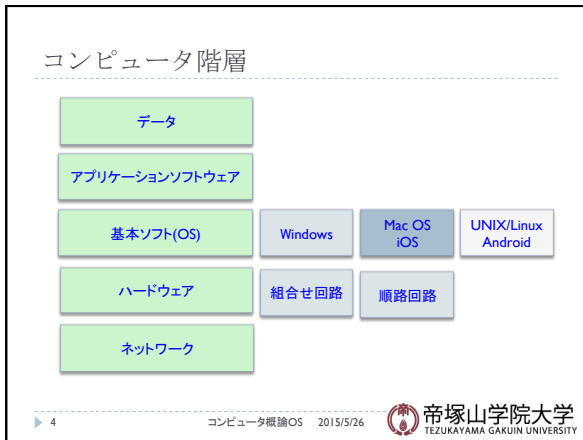 コンピュータ階層
データ
アプリケーションソフトウェア
基本ソフト(OS)
Windows
Mac OS
iOS
UNIX/Linux
Android
ハードウェア
組合せ回路
順路回路
ネットワーク
4
コンピュータ概論OS 2015/5/26
帝塚山学院大学
TEZUKAYAMA GAKUIN UNIVERSITY